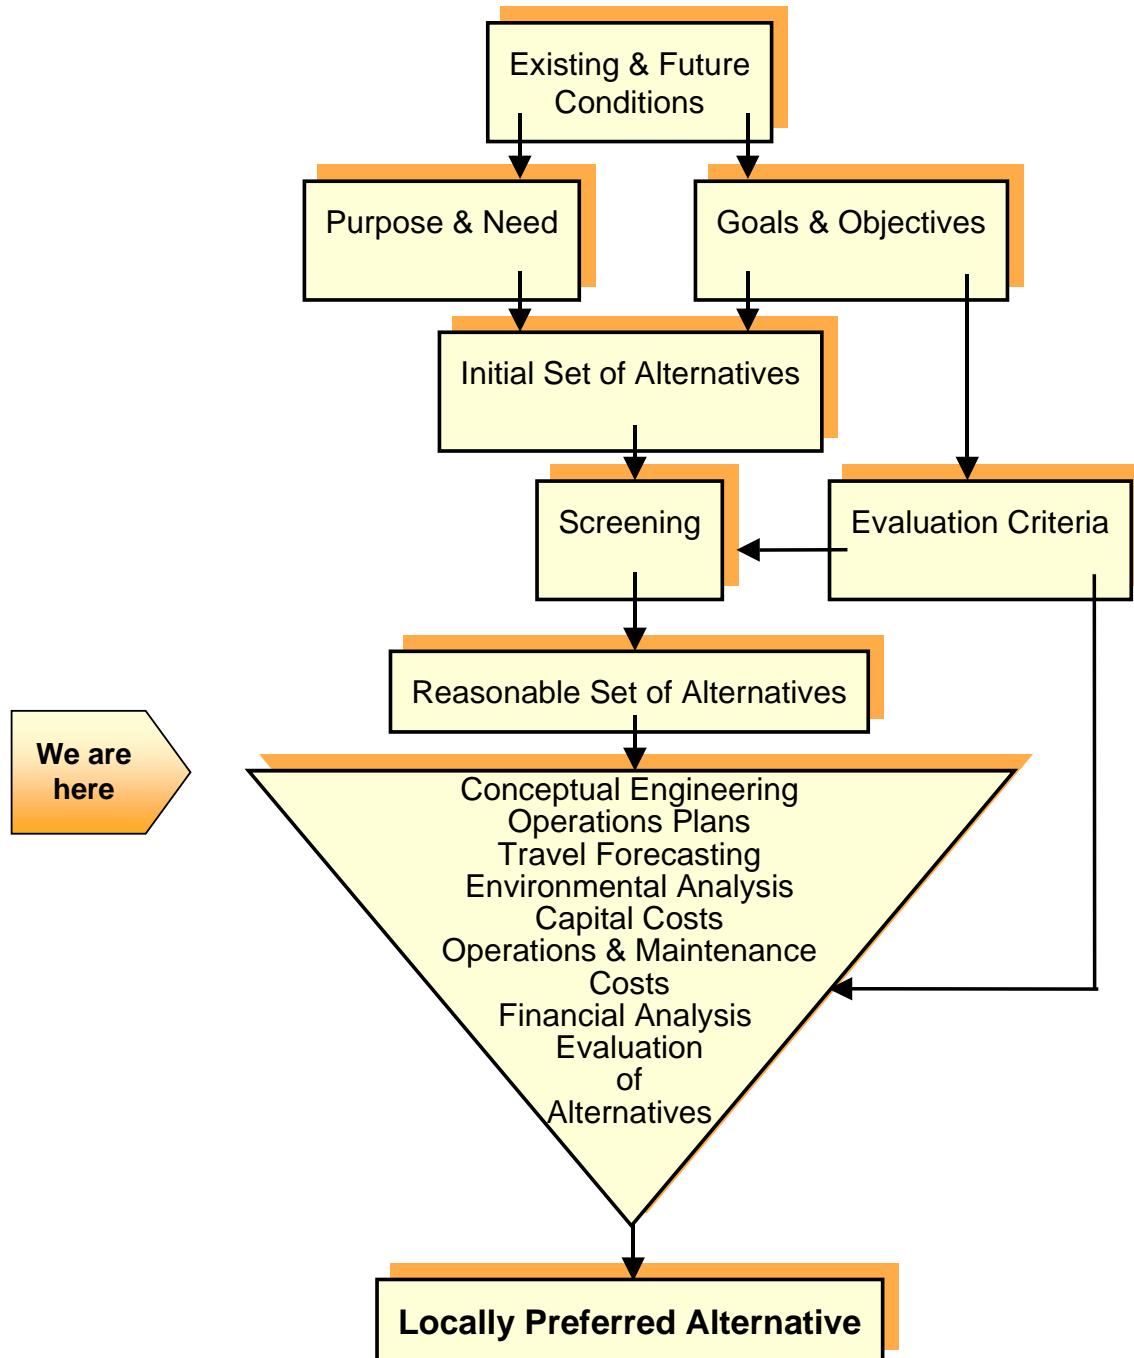 Existing & Future
Conditions
Purpose & Need
Goals & Objectives
Initial Set of Alternatives
Screening
Evaluation Criteria
Reasonable Set of Alternatives
We are
here
Conceptual Engineering
Operations Plans
Travel Forecasting
Environmental Analysis
Capital Costs
Operations & Maintenance
Costs
Financial Analysis
Evaluation
of
Alternatives
Locally Preferred Alternative